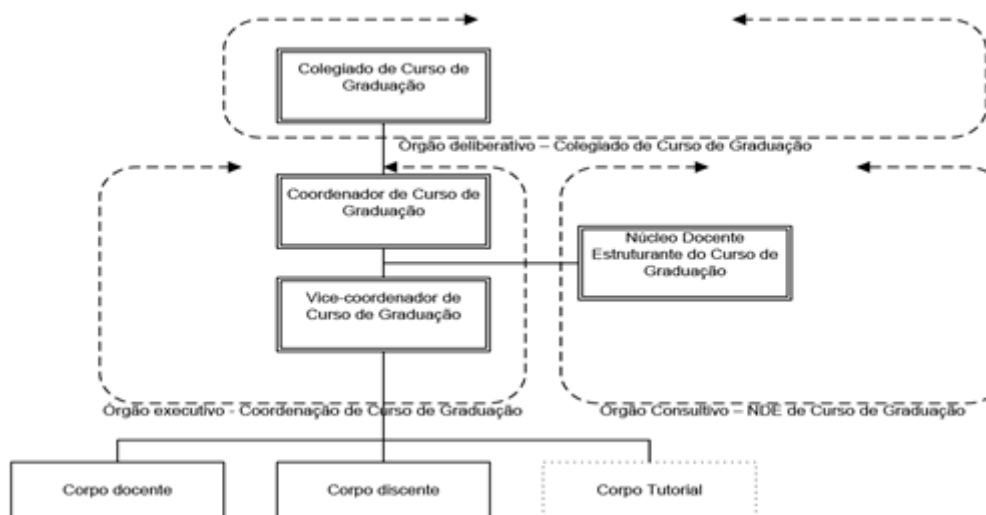 Colegiado de Curso de
Graduação
Órgão deliberativo – Colegiado de Curso de Graduação
Coordenador de Curso de
Graduação
Núcleo Docente
Estruturante do Curso de
Graduação
Vice-coordenador de
Curso de Graduação
Órgão executivo - Coordenação de Curso de Graduação
Órgão Consultivo – NDE de Curso de Graduação
Corpo docente
Corpo discente
Corpo Tutorial